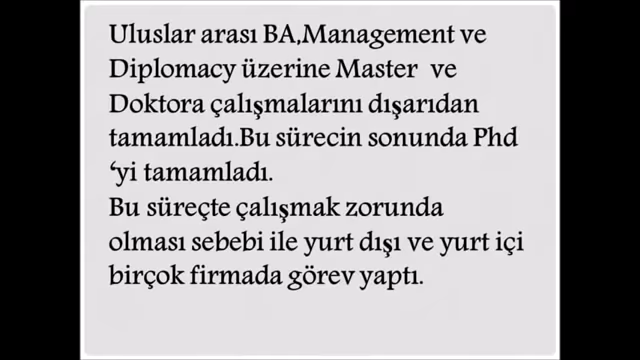 Uluslar arası BA,Management ve
Diplomacy üzerine Master ve
Doktora çalışmalarını dışarıdan
tamamladı.Bu sürecin sonunda Phd
‘yi tamamladı.
Bu süreçte çalışmak zorunda
olması sebebi ile yurt dışı ve yurt içi
birçok firmada görev yaptı.